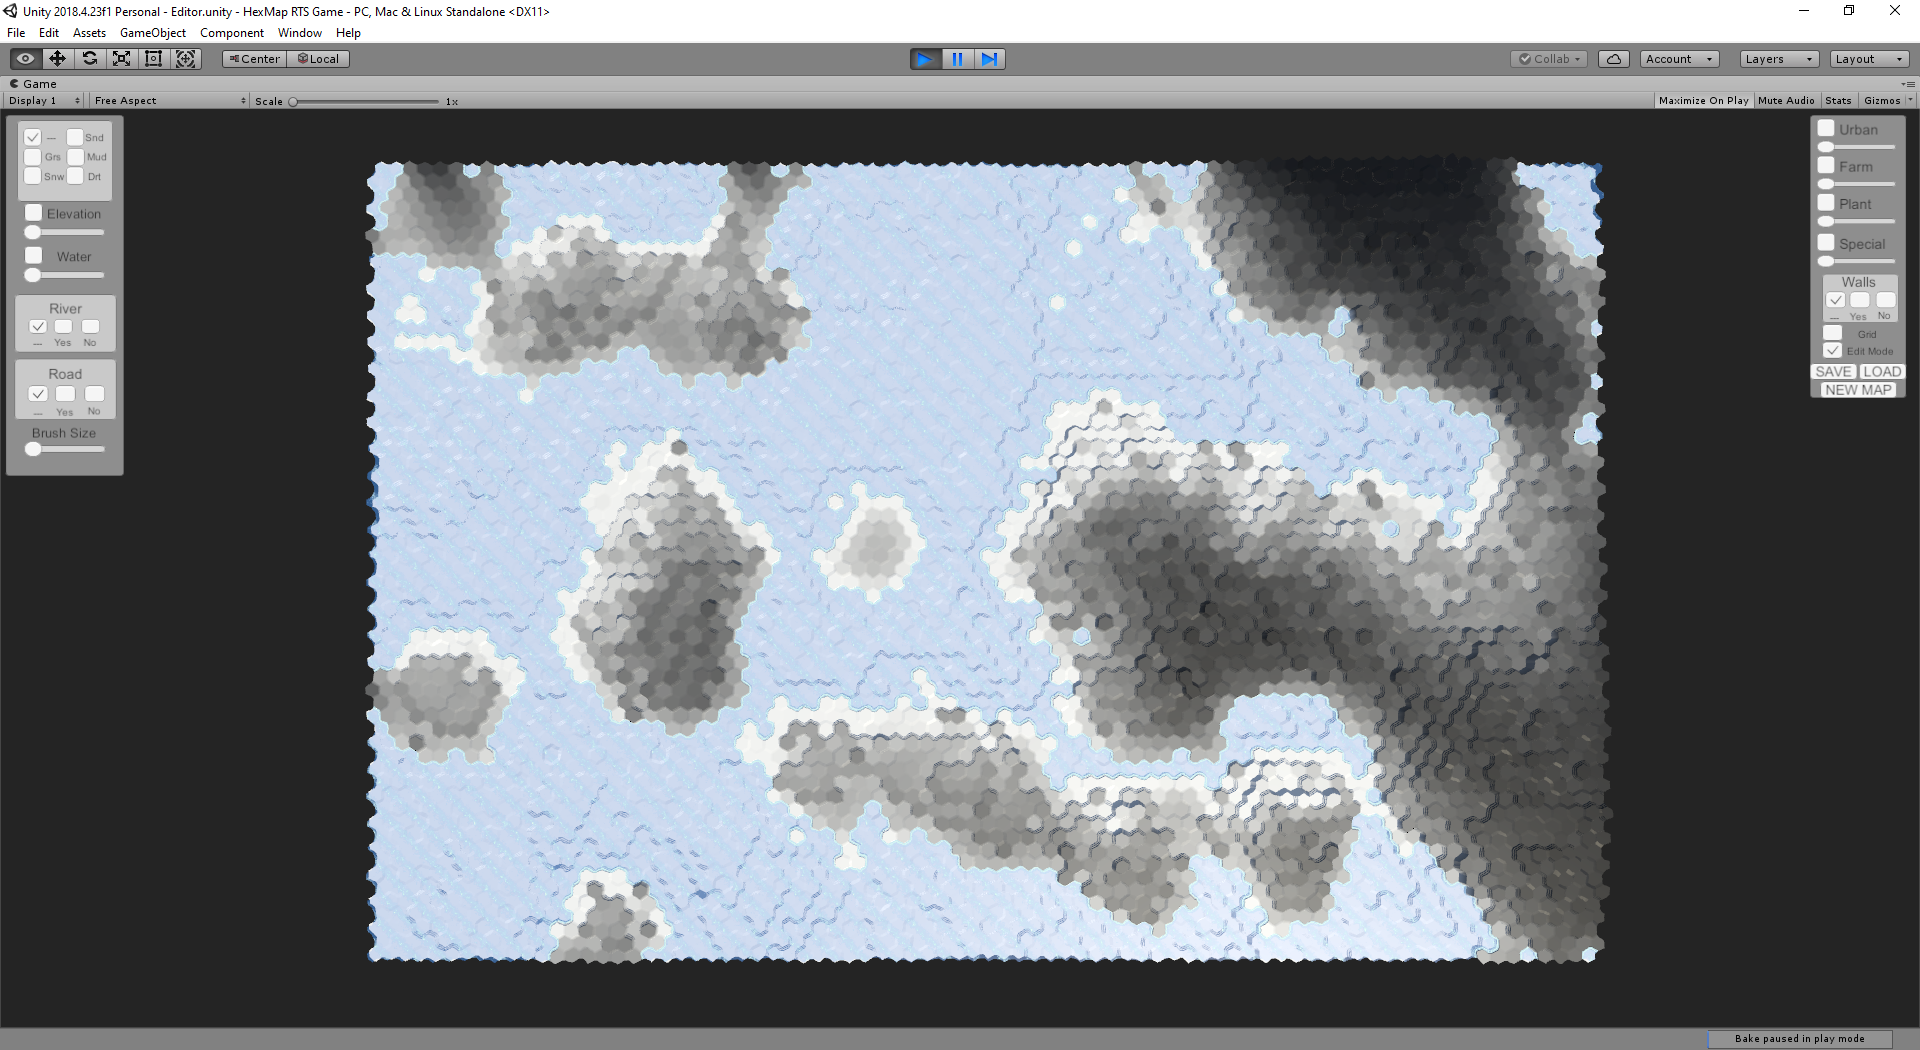 Unity 2018.4.23f1 Personal - Editor.unity - HexMap RTS Game - PC, Mac & Linux Standalone <DX11>
File Edit Assets GameObject Component Window Help
Center Local Collab Account Layers Layout
Game
Display 1 Free Aspect Scale 1x Maximize On Play Mute Audio Stats Gizmos
--- Snd
Grs Mud
Snw Drt
Elevation
Water
River
--- Yes No
Road
--- Yes No
Brush Size
Urban
Farm
Plant
Special
Walls
--- Yes No
Grid
Edit Mode
SAVE LOAD
NEW MAP
Bake paused in play mode